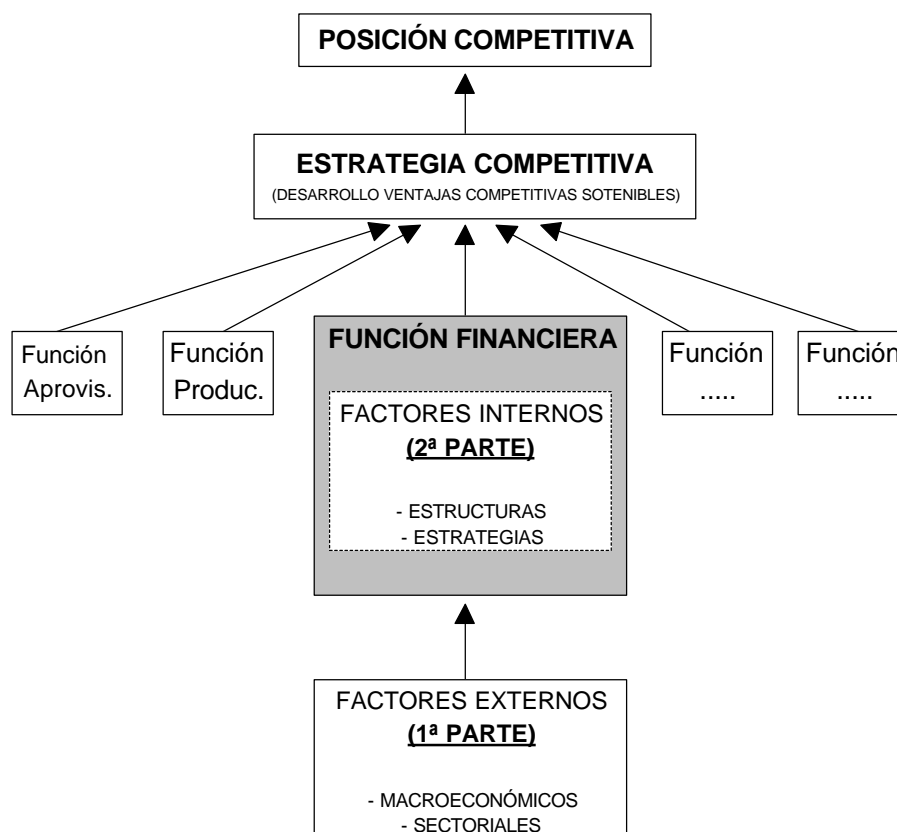 POSICIÓN COMPETITIVA
ESTRATEGIA COMPETITIVA
(DESARROLLO VENTAJAS COMPETITIVAS SOTENIBLES)
Función
Aprovis.
Función
Produc.
FUNCIÓN FINANCIERA
FACTORES INTERNOS
(2ª PARTE)
- ESTRUCTURAS
- ESTRATEGIAS
Función
.....
Función
.....
FACTORES EXTERNOS
(1ª PARTE)
- MACROECONÓMICOS
- SECTORIALES